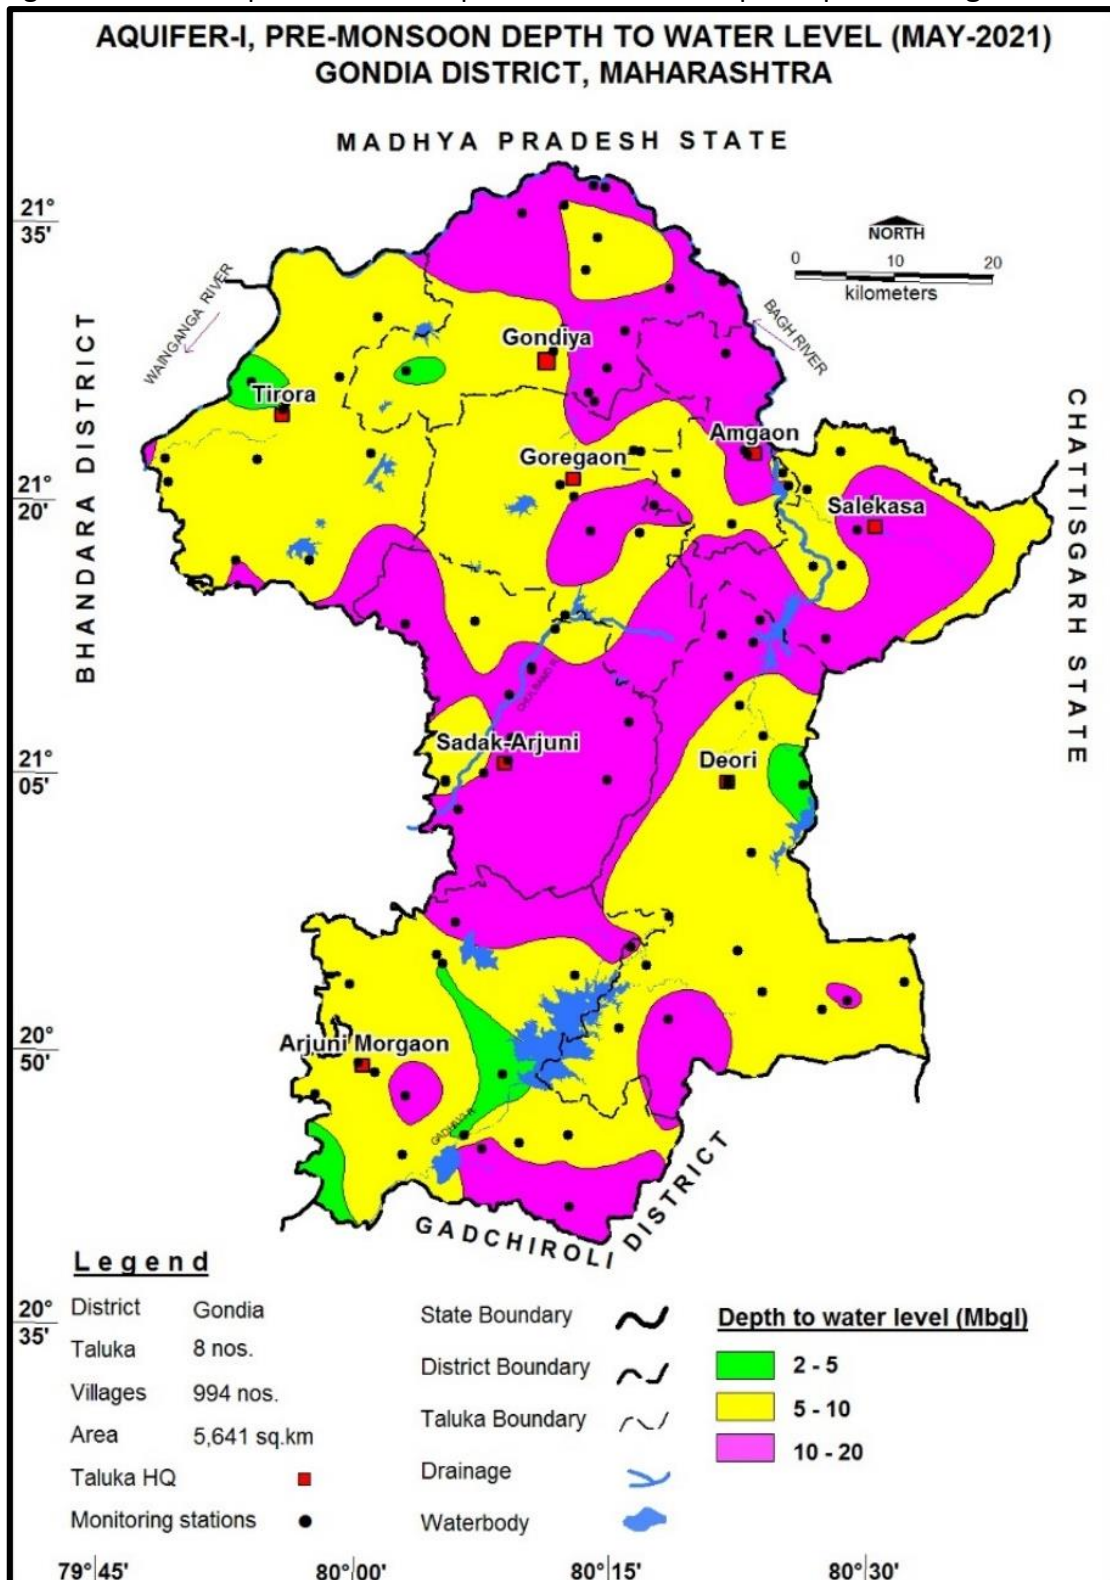 AQUIFER-I, PRE-MONSOON DEPTH TO WATER LEVEL (MAY-2021)
GONDIA DISTRICT, MAHARASHTRA
MADHYA PRADESH STATE
21°
35'
NORTH
0 10 20
kilometers
WAINGANGA RIVER
BAGH RIVER
Gondiya
Tirora
BHANDARA DISTRICT
CHATTISGARH STATE
Amgaon
Goregaon
21°
20'
Salekasa
Sadak-Arjuni
21°
05'
Deori
20°
50'
Arjuni Morgaon
GADCHIROLI DISTRICT
Legend
20°
35'
District Gondia
Taluka 8 nos.
Villages 994 nos.
Area 5,641 sq.km
Taluka HQ
Monitoring stations
State Boundary
District Boundary
Taluka Boundary
Drainage
Waterbody
Depth to water level (Mbgl)
2 - 5
5 - 10
10 - 20
79°45' 80°00' 80°15' 80°30'